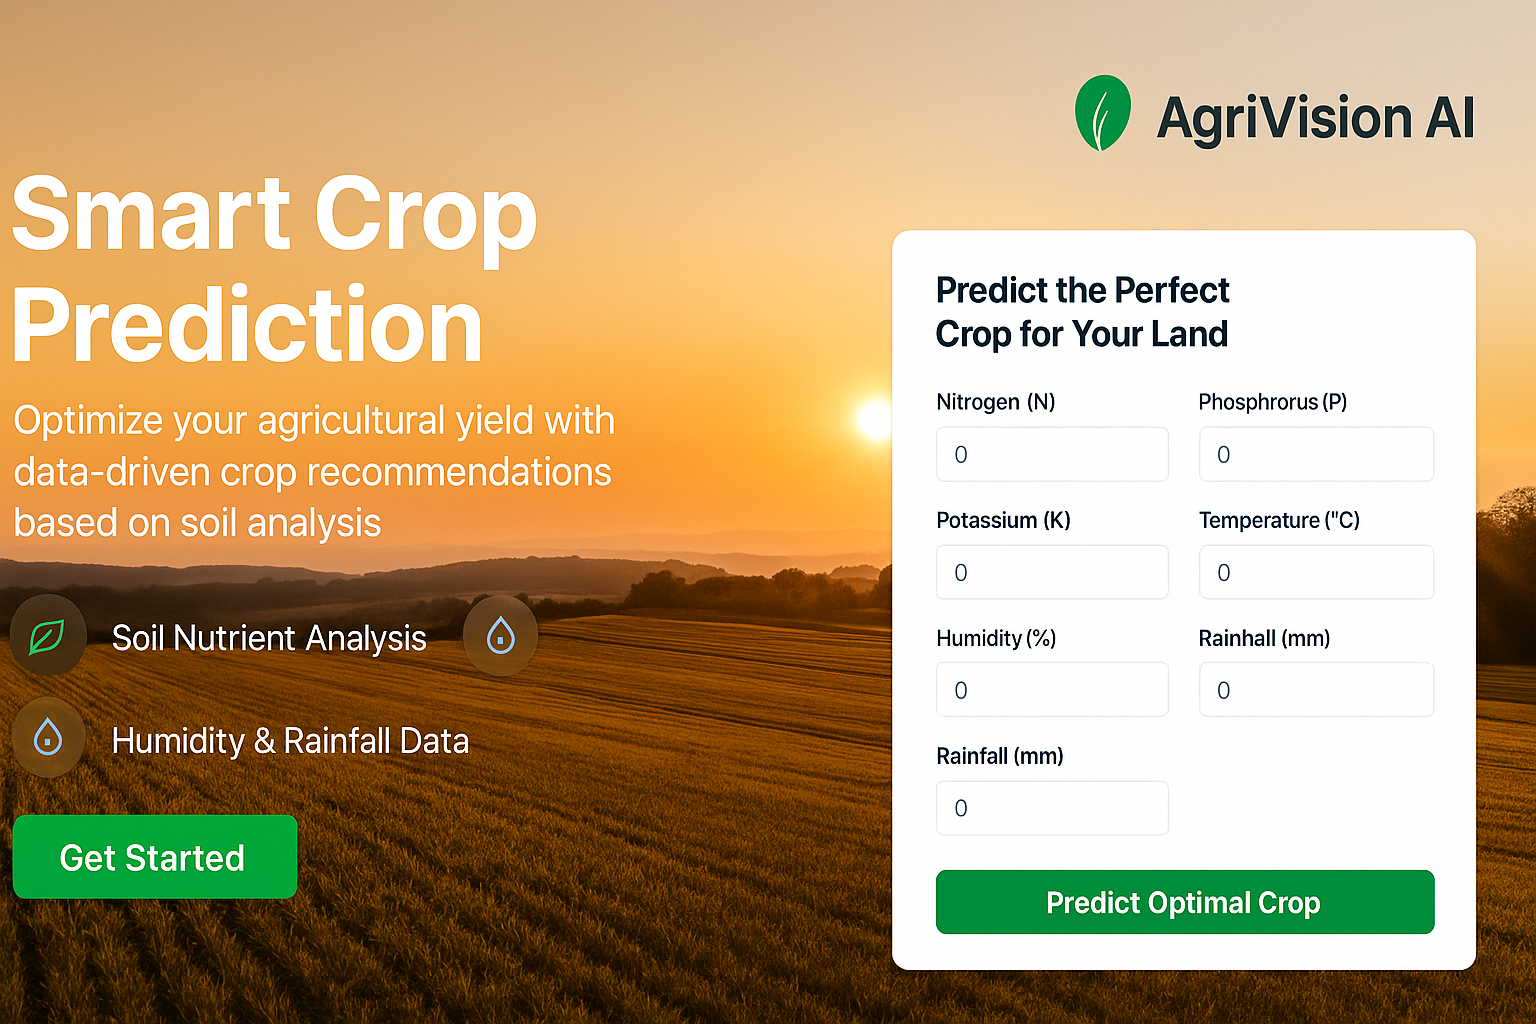 AgriVision AI
Smart Crop
Prediction
Optimize your agricultural yield with
data-driven crop recommendations
based on soil analysis
Soil Nutrient Analysis
Humidity & Rainfall Data
Get Started
Predict the Perfect
Crop for Your Land
Nitrogen (N)
Phosphrorus (P)
0
0
Potassium (K)
Temperature ("C)
0
0
Humidity (%)
Rainhall (mm)
0
0
Rainfall (mm)
0
Predict Optimal Crop